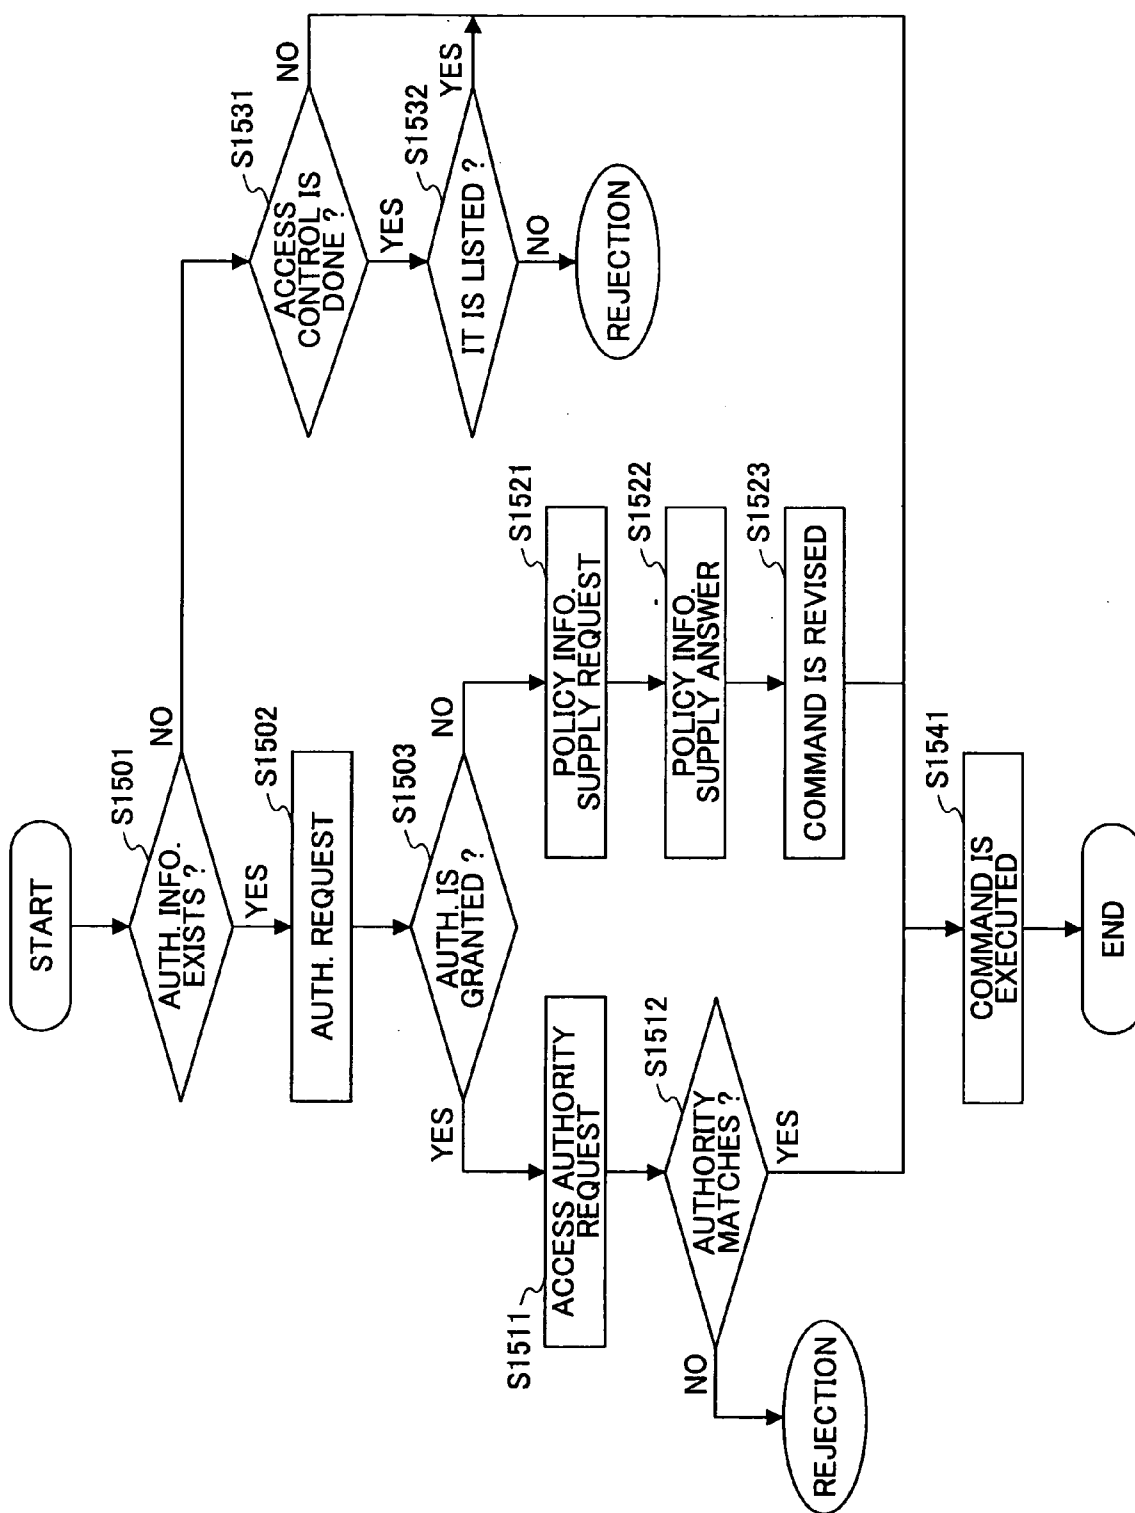 START
S1501
AUTH. INFO.
EXISTS ?
NO
YES
S1502
AUTH. REQUEST
S1503
AUTH. IS
GRANTED ?
YES
NO
S1511
ACCESS AUTHORITY
REQUEST
S1512
AUTHORITY
MATCHES ?
NO
YES
REJECTION
S1521
POLICY INFO.
SUPPLY REQUEST
S1522
POLICY INFO.
SUPPLY ANSWER
S1523
COMMAND IS REVISED
S1531
ACCESS
CONTROL IS
DONE ?
NO
YES
S1532
IT IS LISTED ?
YES
NO
REJECTION
S1541
COMMAND IS
EXECUTED
END